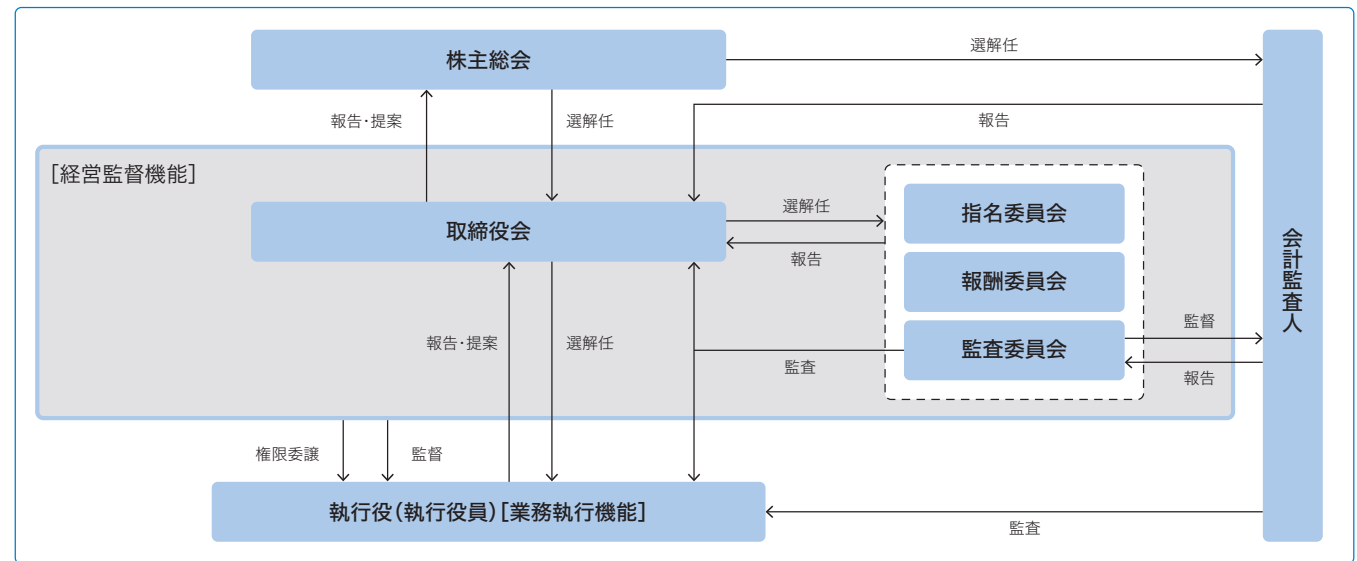 株主総会
選解任
報告・提案
選解任
報告
[経営監督機能]
取締役会
選解任
報告
指名委員会
報酬委員会
監査委員会
会計監査人
監督
報告
報告・提案
選解任
監査
権限委譲
監督
執行役(執行役員)[業務執行機能]
監査